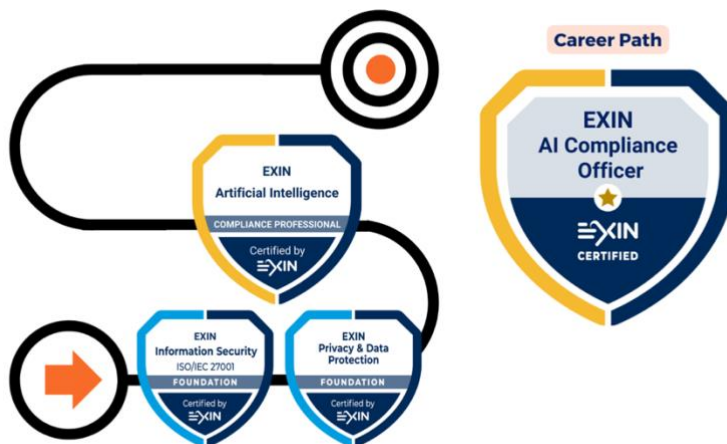 Career Path
EXIN
AI Compliance
Officer
EXIN
CERTIFIED
EXIN
Artificial Intelligence
COMPLIANCE PROFESSIONAL
Certified by
EXIN
EXIN
Information Security
ISO/IEC 27001
FOUNDATION
Certified by
EXIN
EXIN
Privacy & Data
Protection
FOUNDATION
Certified by
EXIN